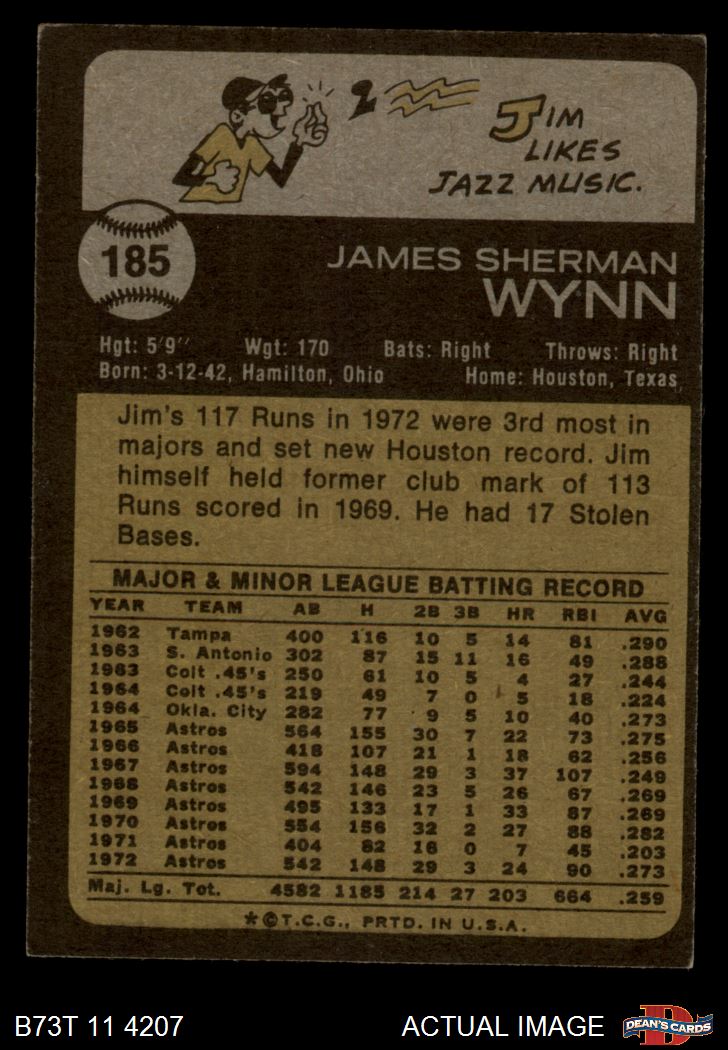 2
JIM
LIKES
JAZZ MUSIC.
185
JAMES SHERMAN
WYNN
Hgt: 5'9" Wgt: 170 Bats: Right Throws: Right
Born: 3-12-42, Hamilton, Ohio Home: Houston, Texas
Jim's 117 Runs in 1972 were 3rd most in
majors and set new Houston record. Jim
himself held former club mark of 113
Runs scored in 1969. He had 17 Stolen
Bases.
MAJOR & MINOR LEAGUE BATTING RECORD
YEAR TEAM AB H 2B 3B HR RBI AVG
1962 Tampa 400 116 10 5 14 81 .290
1963 S. Antonio 302 87 15 11 16 49 .288
1963 Colt .45's 250 61 10 5 4 27 .244
1964 Colt .45's 219 49 7 0 5 18 .224
1964 Okla. City 282 77 9 5 10 40 .273
1965 Astros 564 155 30 7 22 73 .275
1966 Astros 418 107 21 1 18 62 .256
1967 Astros 594 148 29 3 37 107 .249
1968 Astros 542 146 23 5 26 67 .269
1969 Astros 495 133 17 1 33 87 .269
1970 Astros 554 156 32 2 27 88 .282
1971 Astros 404 82 16 0 7 45 .203
1972 Astros 542 148 29 3 24 90 .273
Maj. Lg. Tot. 4582 1185 214 27 203 664 .259
*©T.C.G., PRTD. IN U.S.A.
B73T 11 4207 ACTUAL IMAGE D DEAN'S CARDS